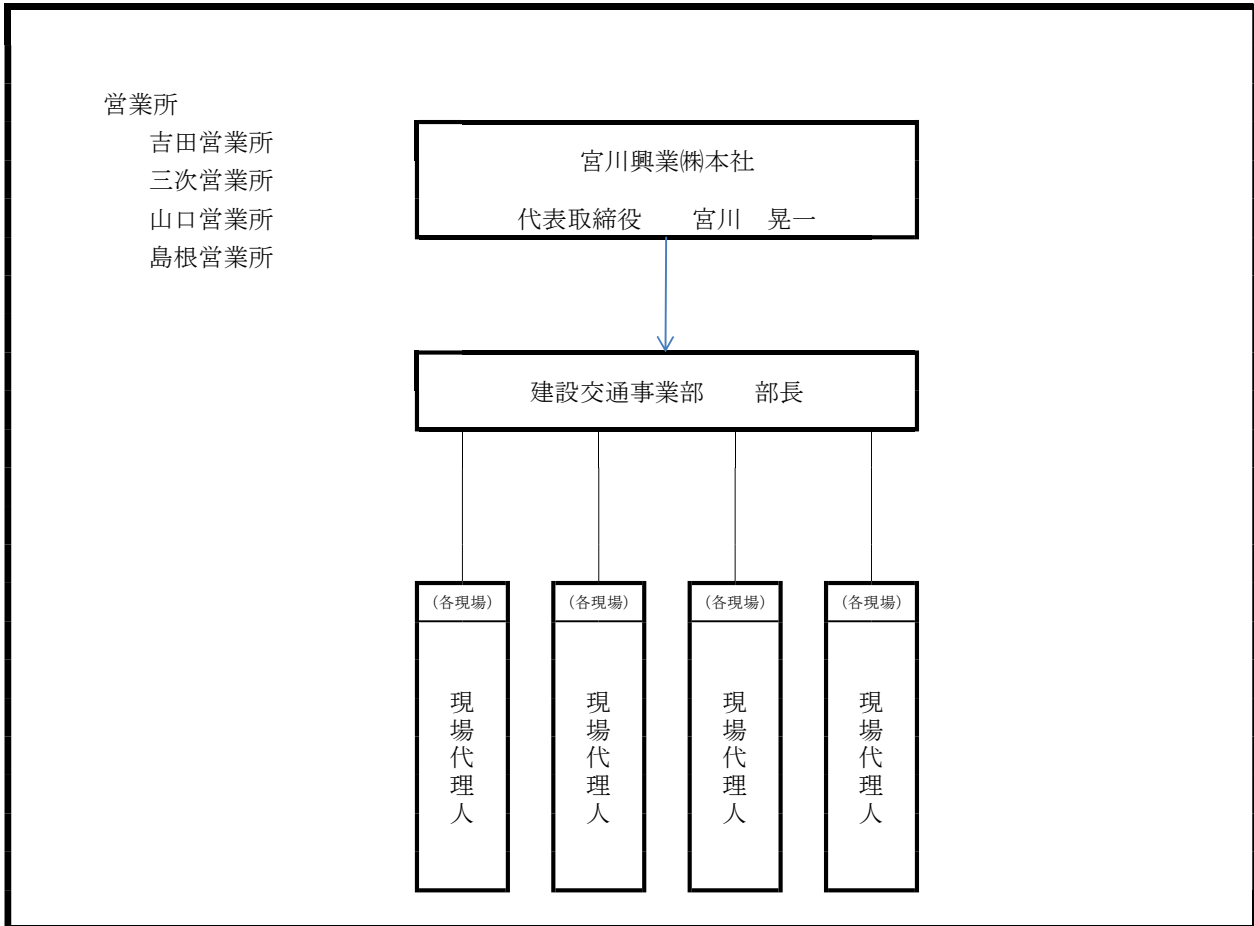 営業所
吉田営業所
三次営業所
山口営業所
島根営業所
宮川興業㈱本社
代表取締役　　宮川　晃一
建設交通事業部　　部長
（各現場）
現場代理人
（各現場）
現場代理人
（各現場）
現場代理人
（各現場）
現場代理人